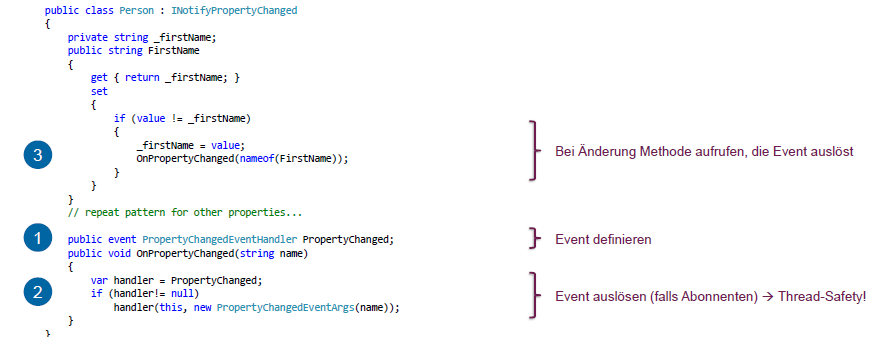 public class Person : INotifyPropertyChanged
{
private string _firstName;
public string FirstName
{
get { return _firstName; }
set
{
if (value != _firstName)
{
_firstName = value;
OnPropertyChanged(nameof(FirstName));
}
}
}
3
Bei Änderung Methode aufrufen, die Event auslöst
// repeat pattern for other properties...
1
public event PropertyChangedEventHandler PropertyChanged;
Event definieren
public void OnPropertyChanged(string name)
{
var handler = PropertyChanged;
2
if (handler!= null)
Event auslösen (falls Abonnenten) → Thread-Safety!
handler(this, new PropertyChangedEventArgs(name));
}
}